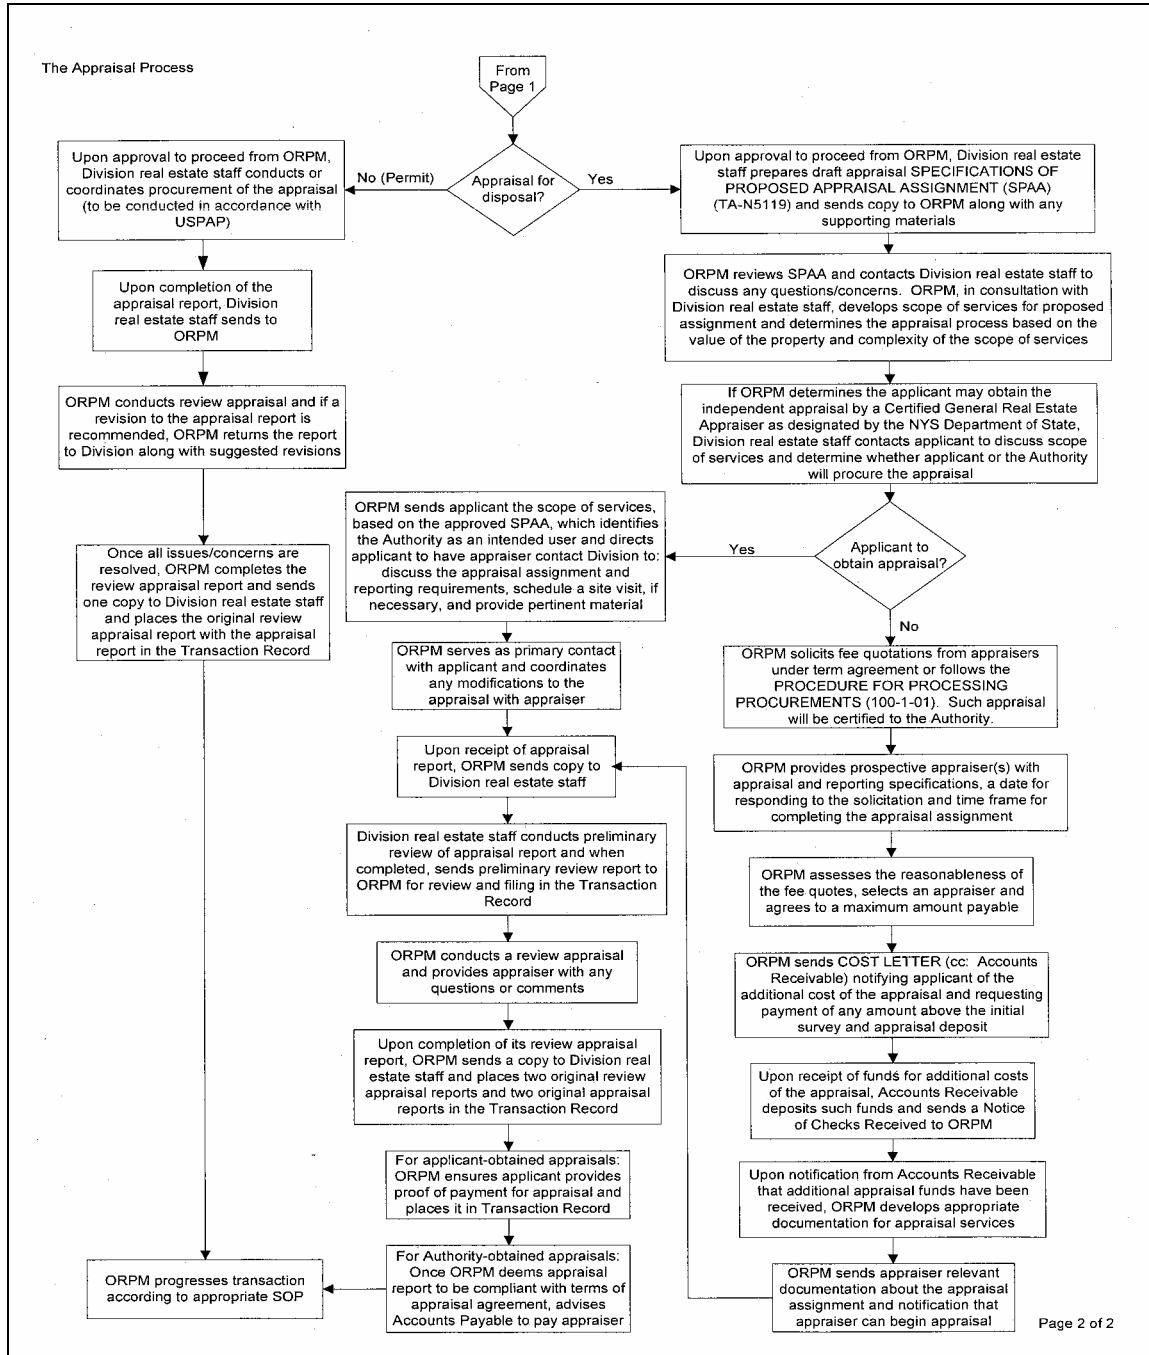 The Appraisal Process
From
Page 1
Appraisal for
disposal?
No (Permit)
Yes
Upon approval to proceed from ORPM,
Division real estate staff conducts or
coordinates procurement of the appraisal
(to be conducted in accordance with
USPAP)
Upon completion of the
appraisal report, Division
real estate staff sends to
ORPM
ORPM conducts review appraisal and if a
revision to the appraisal report is
recommended, ORPM returns the report
to Division along with suggested revisions
Once all issues/concerns are
resolved, ORPM completes the
review appraisal report and sends
one copy to Division real estate staff
and places the original review
appraisal report with the appraisal
report in the Transaction Record
Upon approval to proceed from ORPM, Division real estate
staff prepares draft appraisal SPECIFICATIONS OF
PROPOSED APPRAISAL ASSIGNMENT (SPAA)
(TA-N5119) and sends copy to ORPM along with any
supporting materials
ORPM reviews SPAA and contacts Division real estate staff to
discuss any questions/concerns. ORPM, in consultation with
Division real estate staff, develops scope of services for proposed
assignment and determines the appraisal process based on the
value of the property and complexity of the scope of services
If ORPM determines the applicant may obtain the
independent appraisal by a Certified General Real Estate
Appraiser as designated by the NYS Department of State,
Division real estate staff contacts applicant to discuss scope
of services and determine whether applicant or the Authority
will procure the appraisal
Applicant to
obtain appraisal?
Yes
No
ORPM sends applicant the scope of services,
based on the approved SPAA, which identifies
the Authority as an intended user and directs
applicant to have appraiser contact Division to:
discuss the appraisal assignment and
reporting requirements, schedule a site visit, if
necessary, and provide pertinent material
ORPM serves as primary contact
with applicant and coordinates
any modifications to the
appraisal with appraiser
Upon receipt of appraisal
report, ORPM sends copy to
Division real estate staff
Division real estate staff conducts preliminary
review of appraisal report and when
completed, sends preliminary review report to
ORPM for review and filing in the Transaction
Record
ORPM conducts a review appraisal
and provides appraiser with any
questions or comments
Upon completion of its review appraisal
report, ORPM sends a copy to Division real
estate staff and places two original review
appraisal reports and two original appraisal
reports in the Transaction Record
For applicant-obtained appraisals:
ORPM ensures applicant provides
proof of payment for appraisal and
places it in Transaction Record
For Authority-obtained appraisals:
Once ORPM deems appraisal
report to be compliant with terms of
appraisal agreement, advises
Accounts Payable to pay appraiser
ORPM progresses transaction
according to appropriate SOP
ORPM solicits fee quotations from appraisers
under term agreement or follows the
PROCEDURE FOR PROCESSING
PROCUREMENTS (100-1-01). Such appraisal
will be certified to the Authority.
ORPM provides prospective appraiser(s) with
appraisal and reporting specifications, a date for
responding to the solicitation and time frame for
completing the appraisal assignment
ORPM assesses the reasonableness of
the fee quotes, selects an appraiser and
agrees to a maximum amount payable
ORPM sends COST LETTER (cc: Accounts
Receivable) notifying applicant of the
additional cost of the appraisal and requesting
payment of any amount above the initial
survey and appraisal deposit
Upon receipt of funds for additional costs
of the appraisal, Accounts Receivable
deposits such funds and sends a Notice
of Checks Received to ORPM
Upon notification from Accounts Receivable
that additional appraisal funds have been
received, ORPM develops appropriate
documentation for appraisal services
ORPM sends appraiser relevant
documentation about the appraisal
assignment and notification that
appraiser can begin appraisal
Page 2 of 2